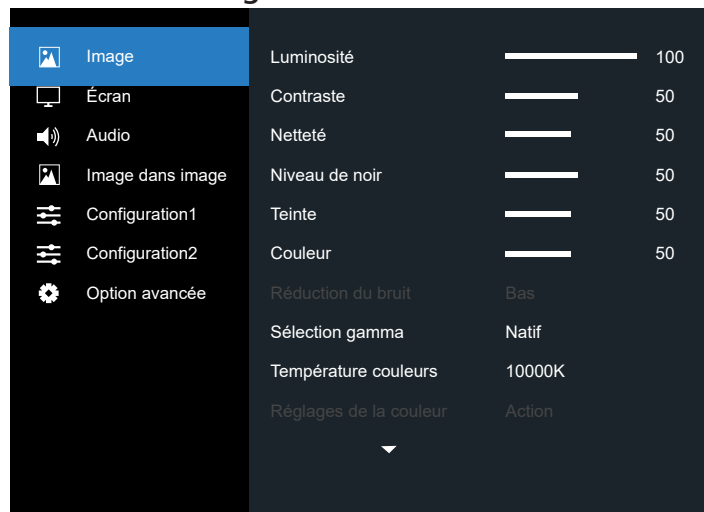 Image
Écran
Audio
Image dans image
Configuration1
Configuration2
Option avancée
Luminosité 100
Contraste 50
Netteté 50
Niveau de noir 50
Teinte 50
Couleur 50
Réduction du bruit Bas
Sélection gamma Natif
Température couleurs 10000K
Réglages de la couleur Action